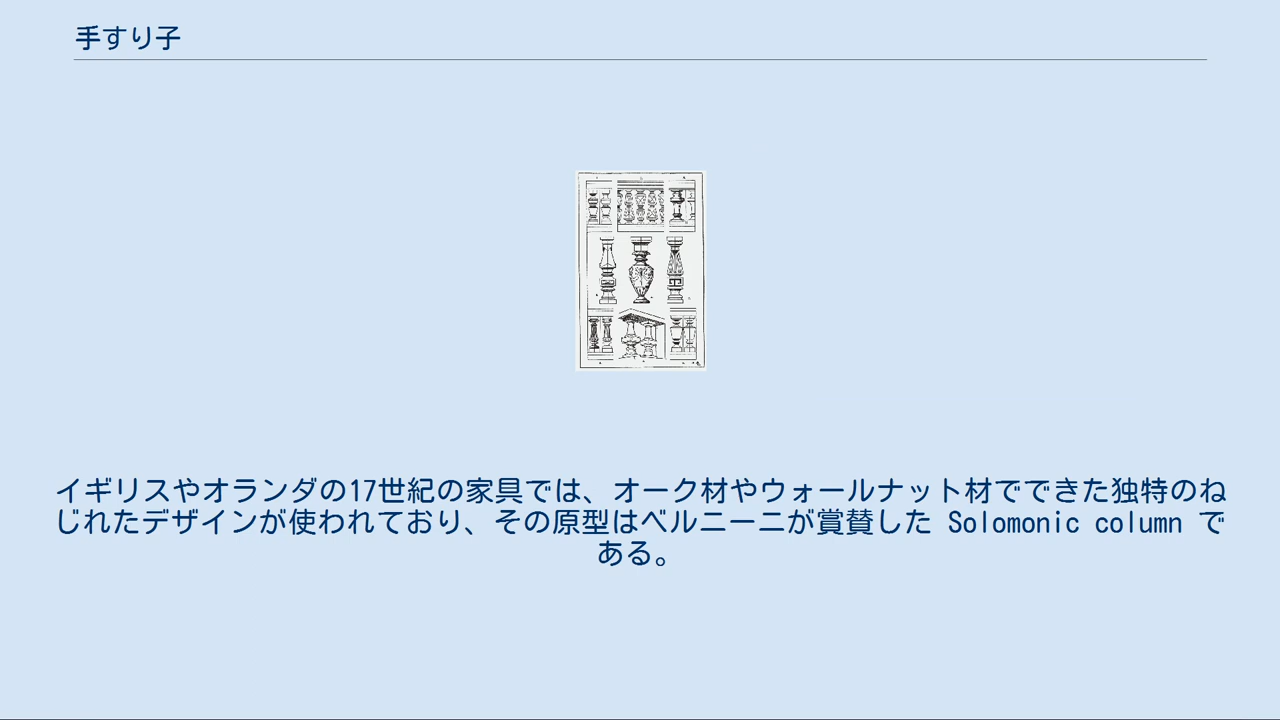 手すり子
イギリスやオランダの17世紀の家具では、オーク材やウォールナット材でできた独特のね
じれたデザインが使われており、その原型はベルニーニが賞賛した Solomonic column で
ある。